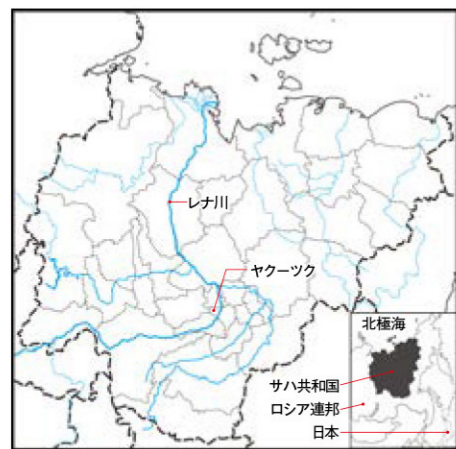 レナ川
ヤクーツク
北極海
サハ共和国
ロシア連邦
日本